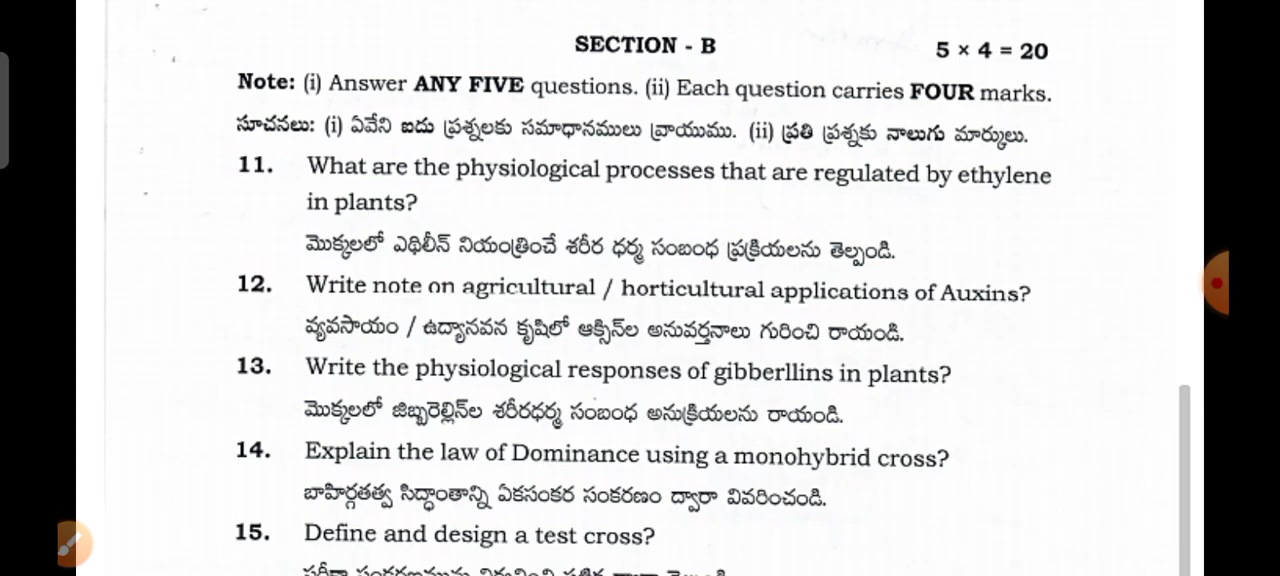 SECTION - B 5 × 4 = 20
Note: (i) Answer ANY FIVE questions. (ii) Each question carries FOUR marks.
సూచనలు: (i) ఏవేని ఐదు ప్రశ్నలకు సమాధానములు వ్రాయుము. (ii) ప్రతి ప్రశ్నకు నాలుగు మార్కులు.
11. What are the physiological processes that are regulated by ethylene
in plants?
మొక్కలలో ఎథిలీన్ నియంత్రించే శరీర ధర్మ సంబంధ ప్రక్రియలను తెల్పండి.
12. Write note on agricultural / horticultural applications of Auxins?
వ్యవసాయం / ఉద్యానవన కృషిలో ఆక్సిన్‌ల అనువర్తనాలు గురించి రాయండి.
13. Write the physiological responses of gibberllins in plants?
మొక్కలలో జిబ్బరెల్లిన్‌ల శరీరధర్మ సంబంధ అనుక్రియలను రాయండి.
14. Explain the law of Dominance using a monohybrid cross?
బాహిర్గతత్వ సిద్ధాంతాన్ని ఏకసంకర సంకరణం ద్వారా వివరించండి.
15. Define and design a test cross?